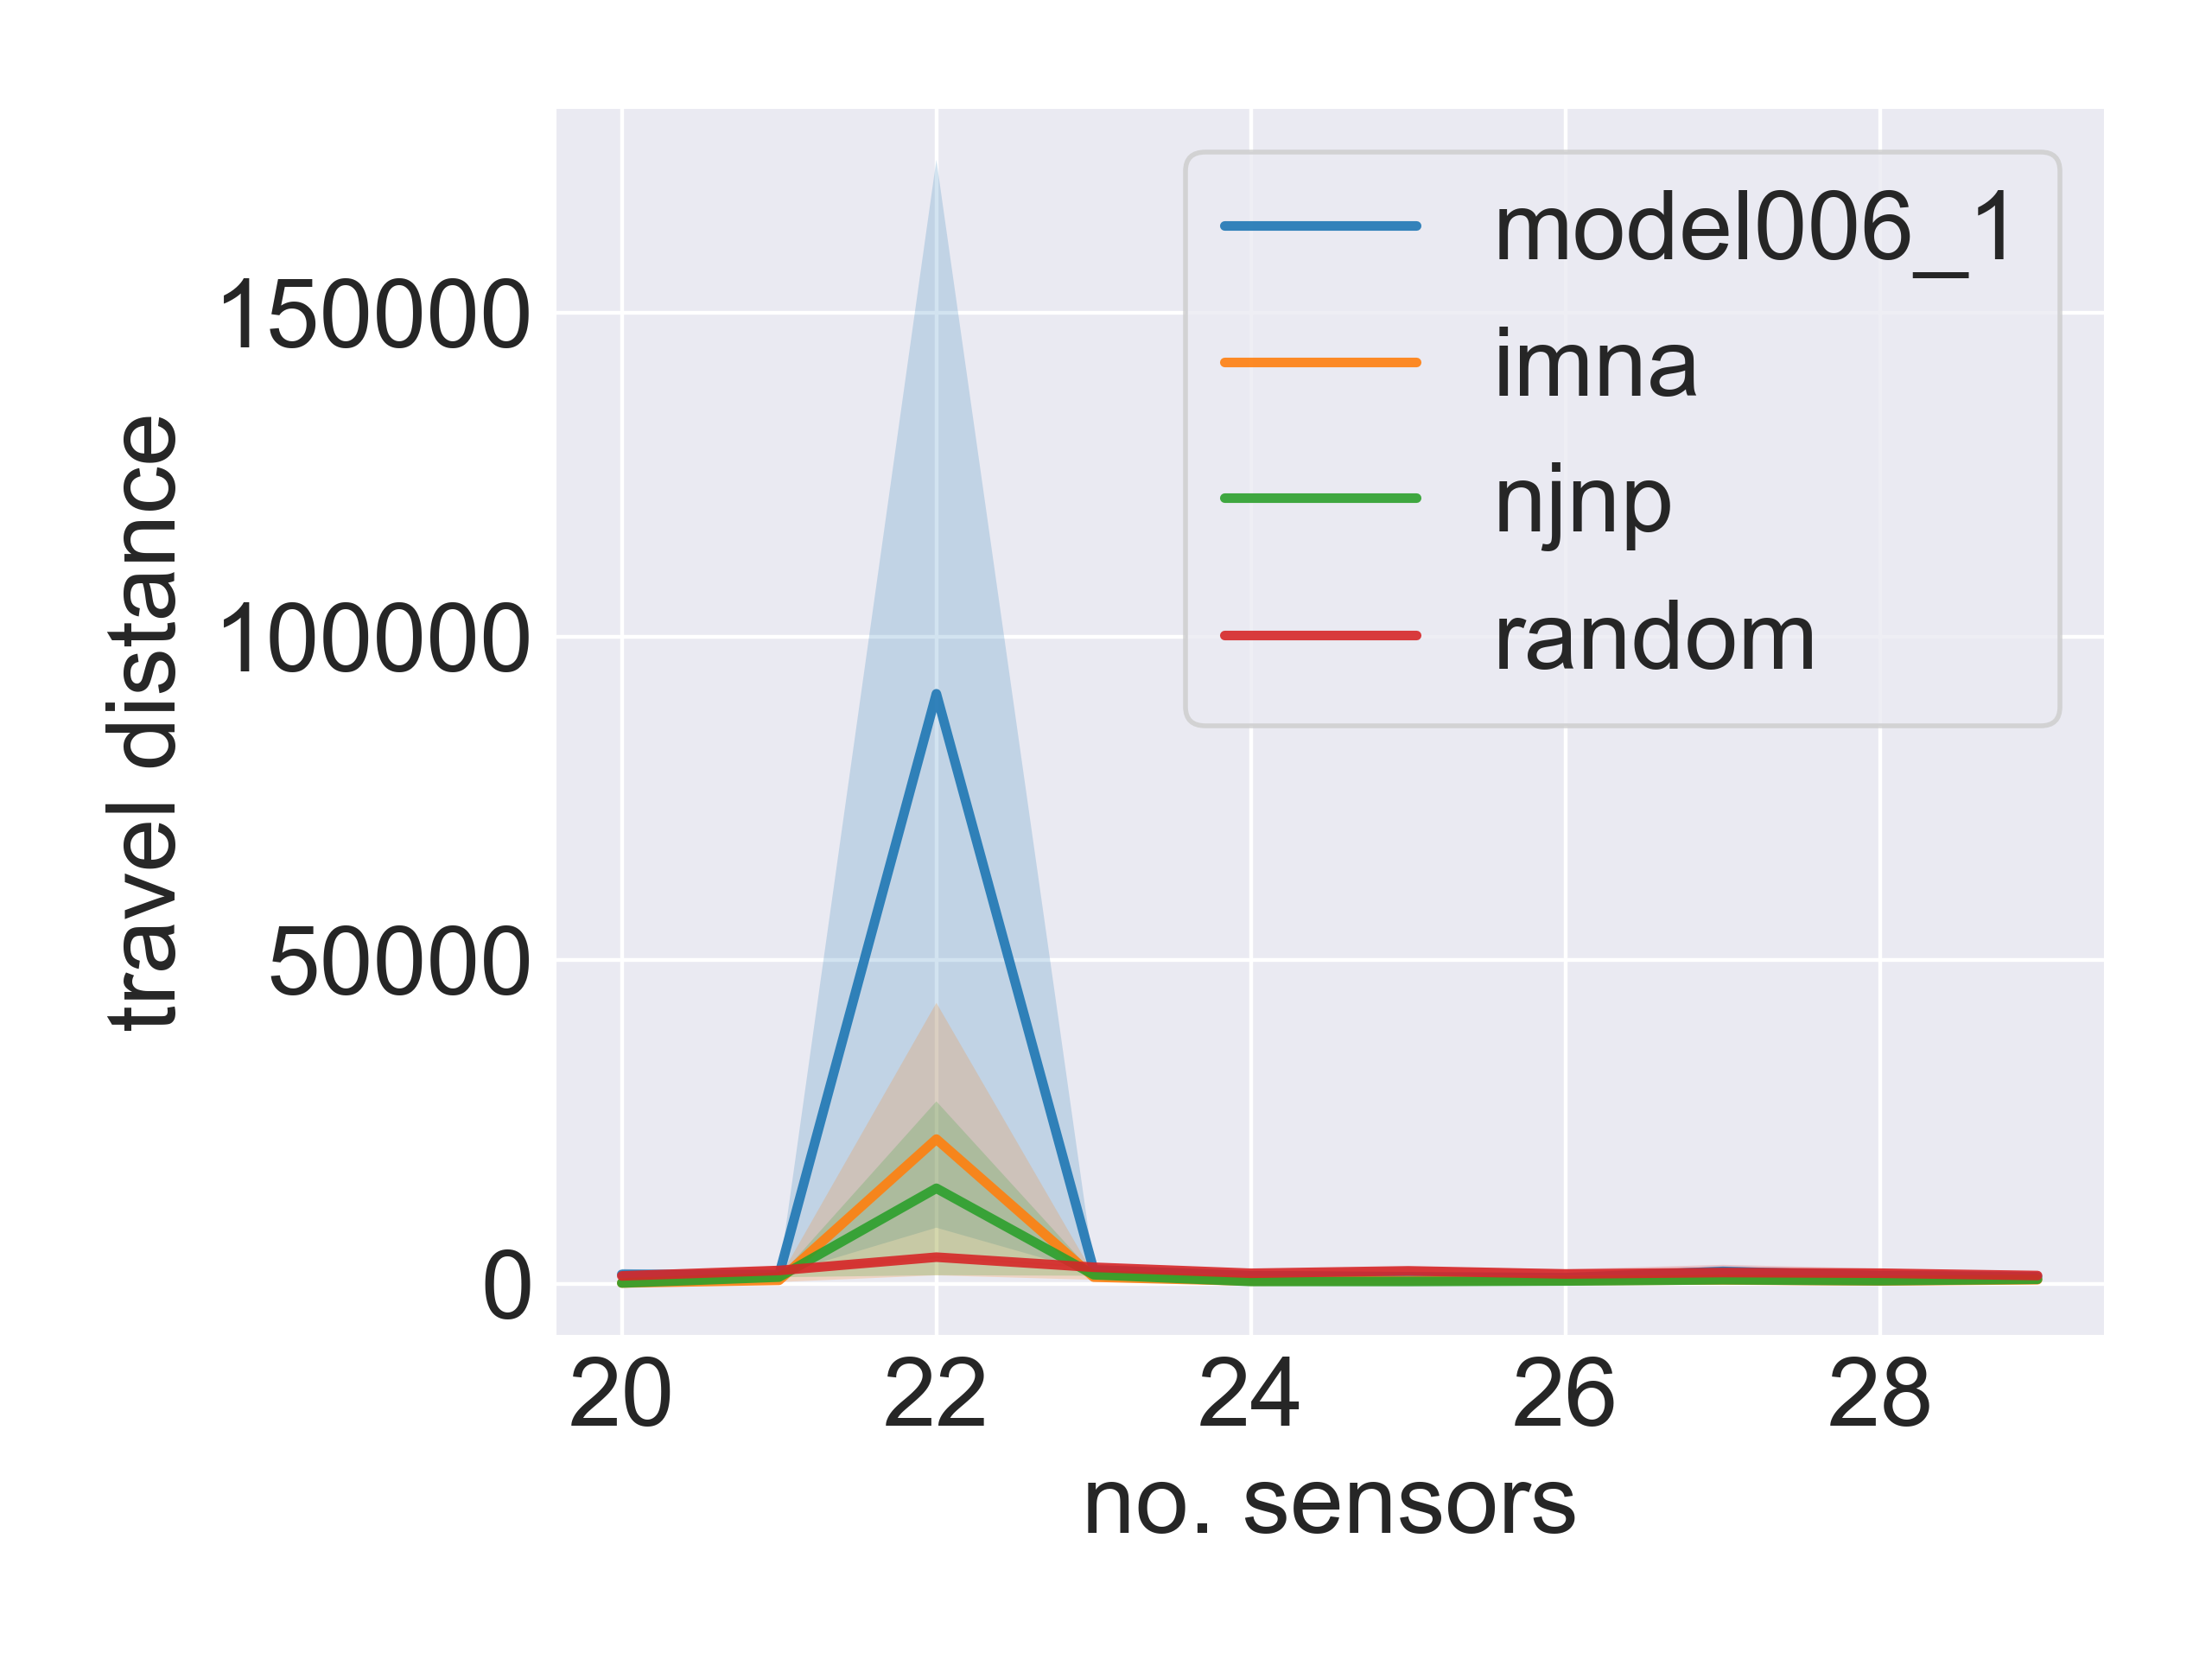 model006_1
imna
njnp
random
travel distance
150000
100000
50000
0
20 22 24 26 28
no. sensors